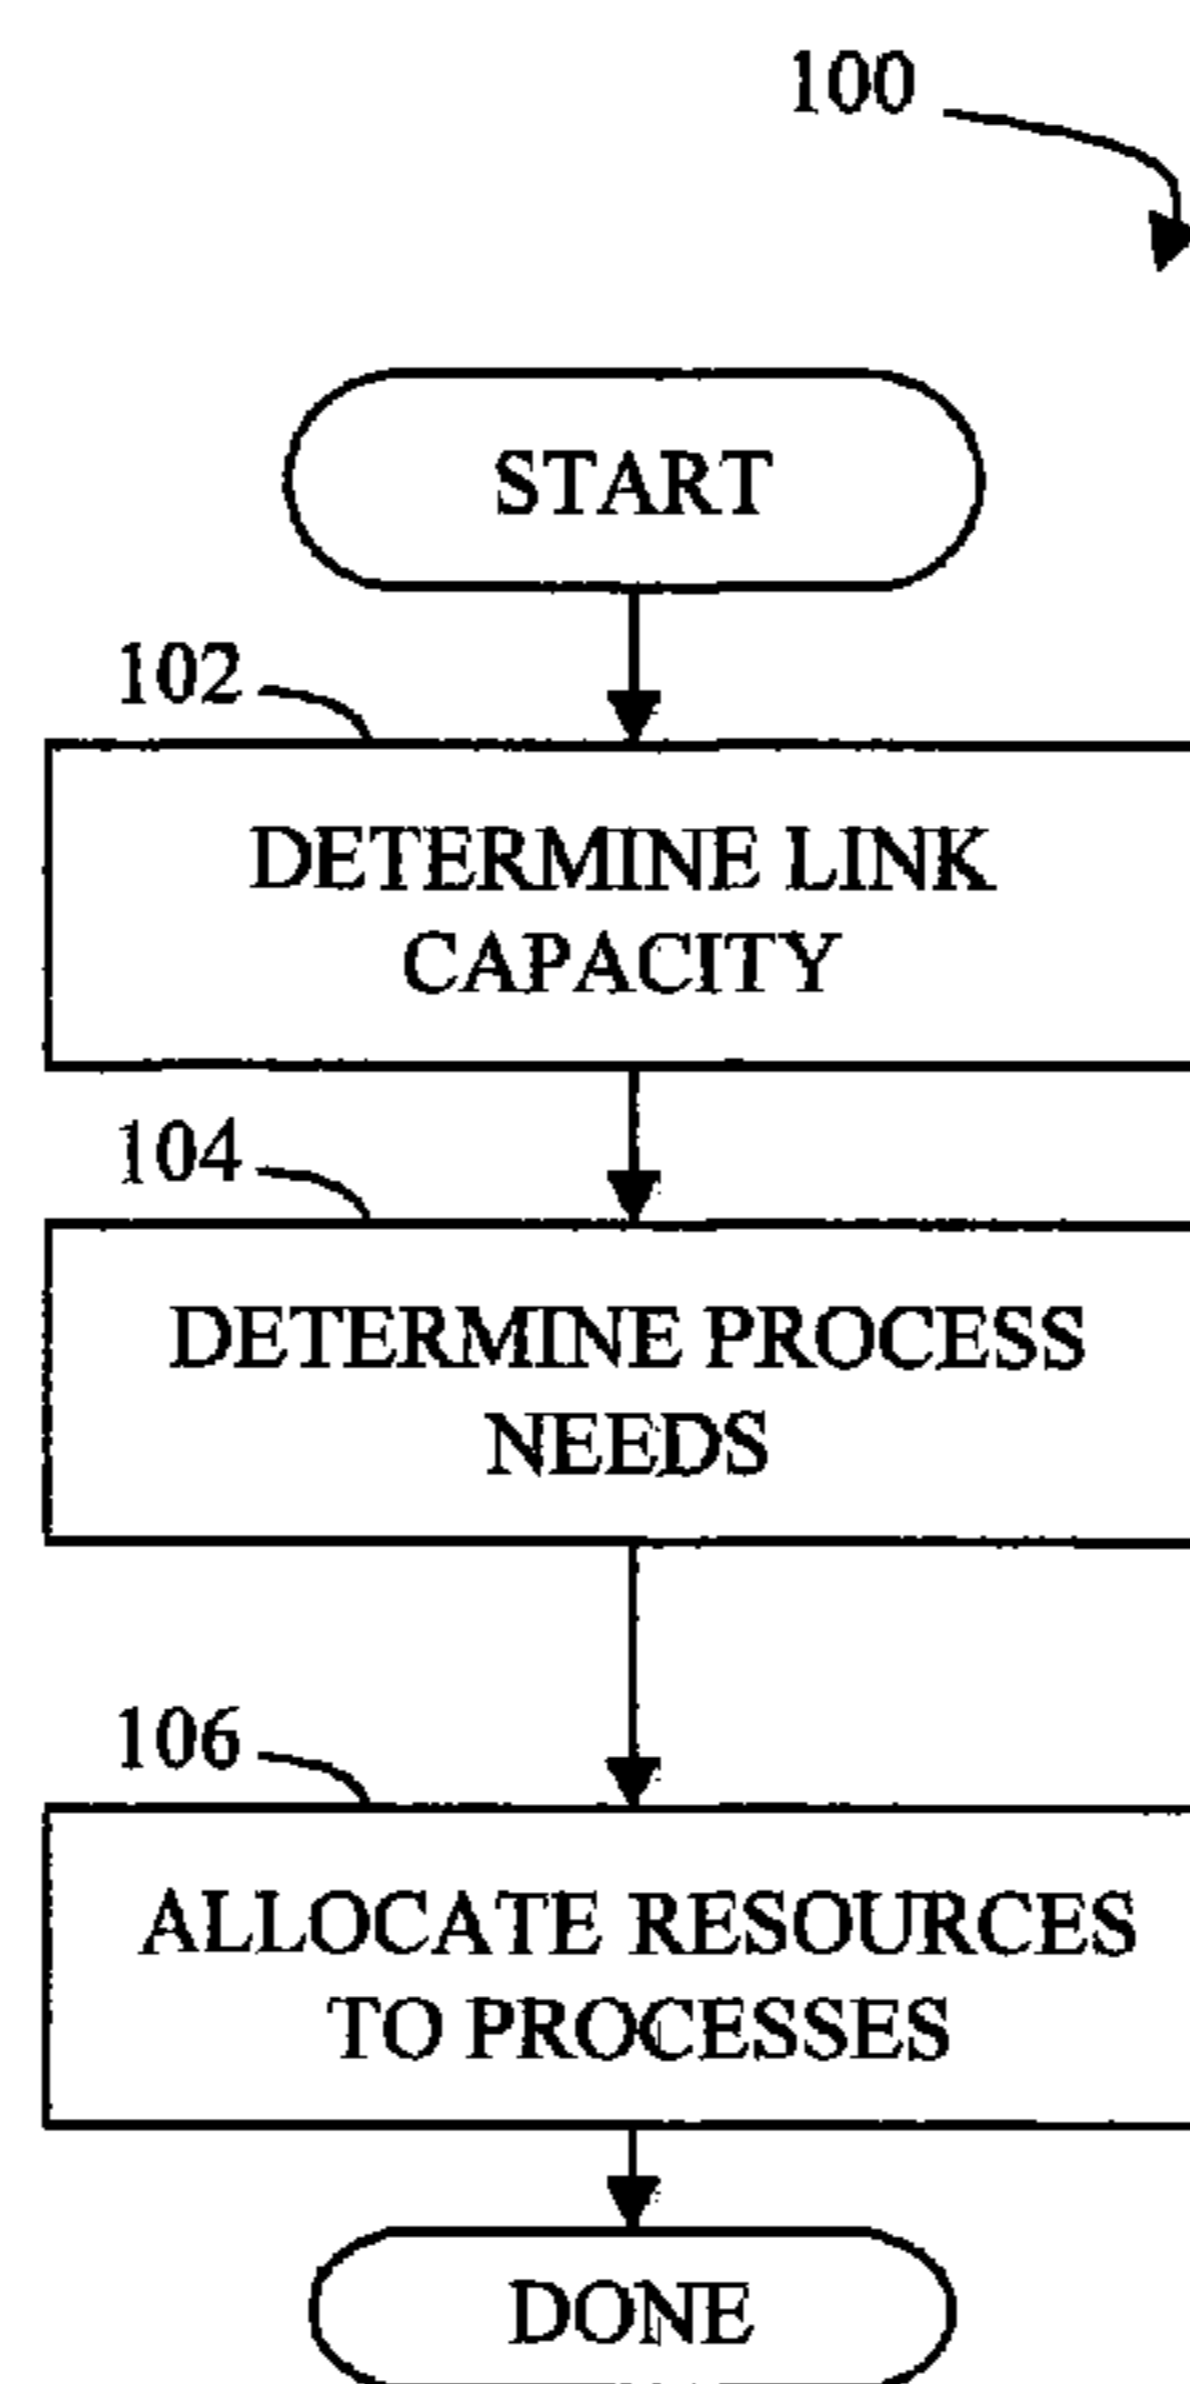 100
START
102
DETERMINE LINK
CAPACITY
104
DETERMINE PROCESS
NEEDS
106
ALLOCATE RESOURCES
TO PROCESSES
DONE